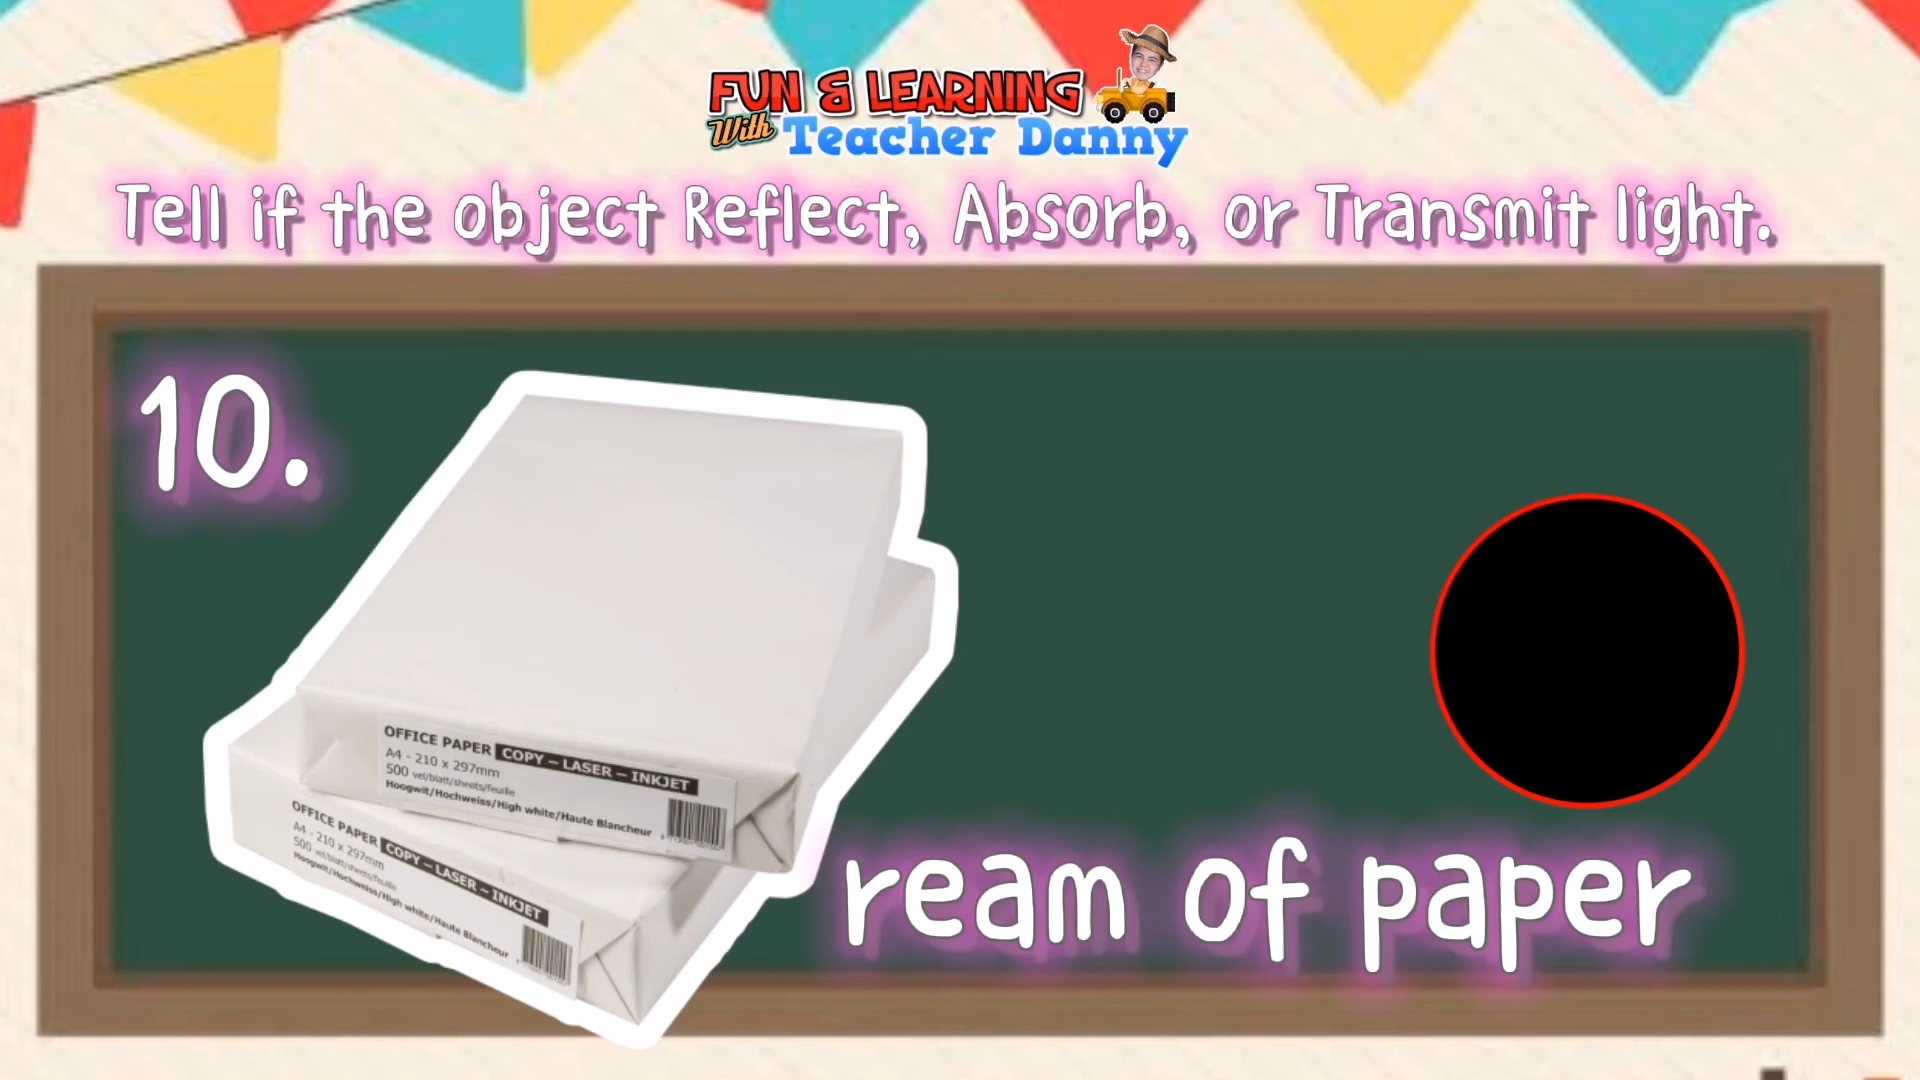 FUN & LEARNING
With Teacher Danny
Tell if the object Reflect, Absorb, or Transmit light.
10.
OFFICE PAPER COPY – LASER – INKJET
A4 - 210 x 297mm
500 vel/blatt/sheets/feuille
Hoogwit/Hochweiss/High white/Haute Blancheur
OFFICE PAPER COPY – LASER – INKJET
A4 - 210 x 297mm
500 vel/blatt/sheets/feuille
Hoogwit/Hochweiss/High white/Haute Blancheur
ream of paper